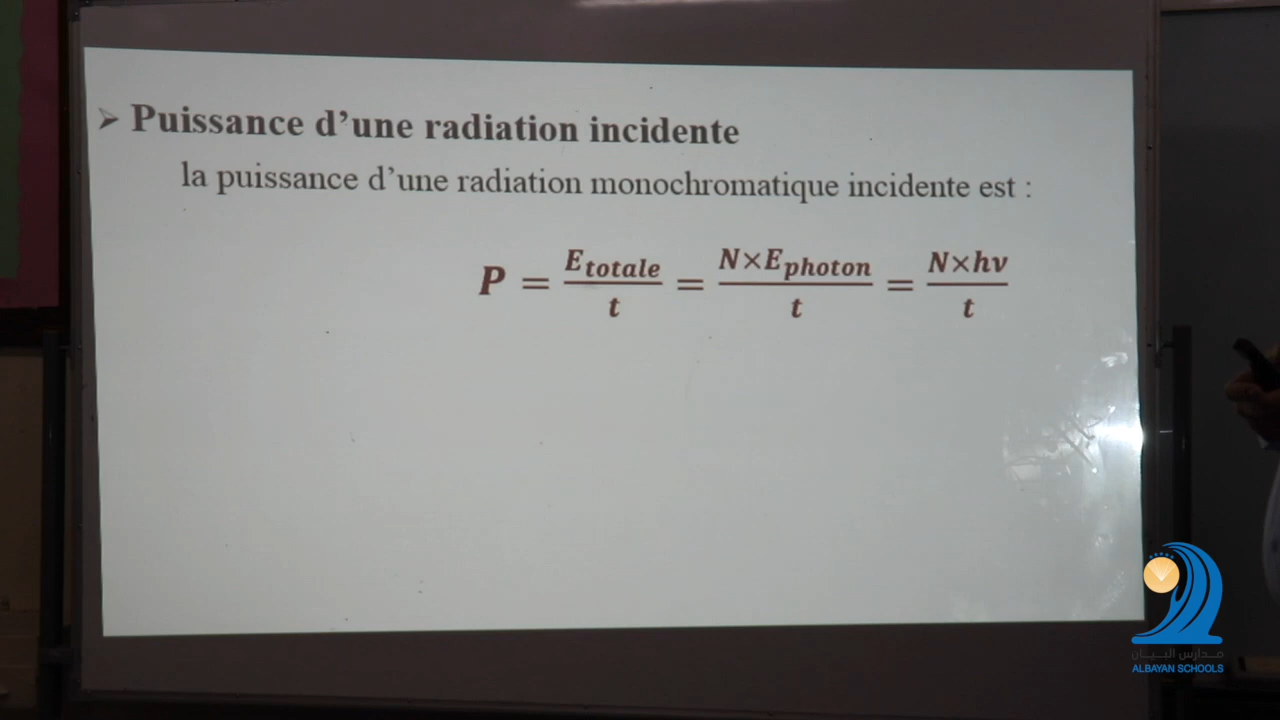 ➢ Puissance d’une radiation incidente
la puissance d’une radiation monochromatique incidente est :
P = E_totale / t = N×E_photon / t = N×hν / t
مدارس البيان
ALBAYAN SCHOOLS